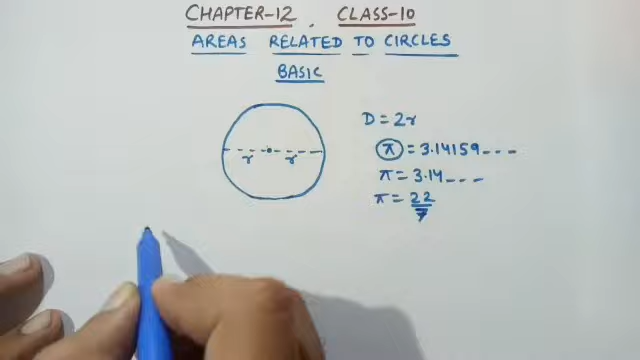 CHAPTER-12 , CLASS-10
AREAS RELATED TO CIRCLES
BASIC
D = 2r
π = 3.14159---
r r
π = 3.14---
π = 22/7